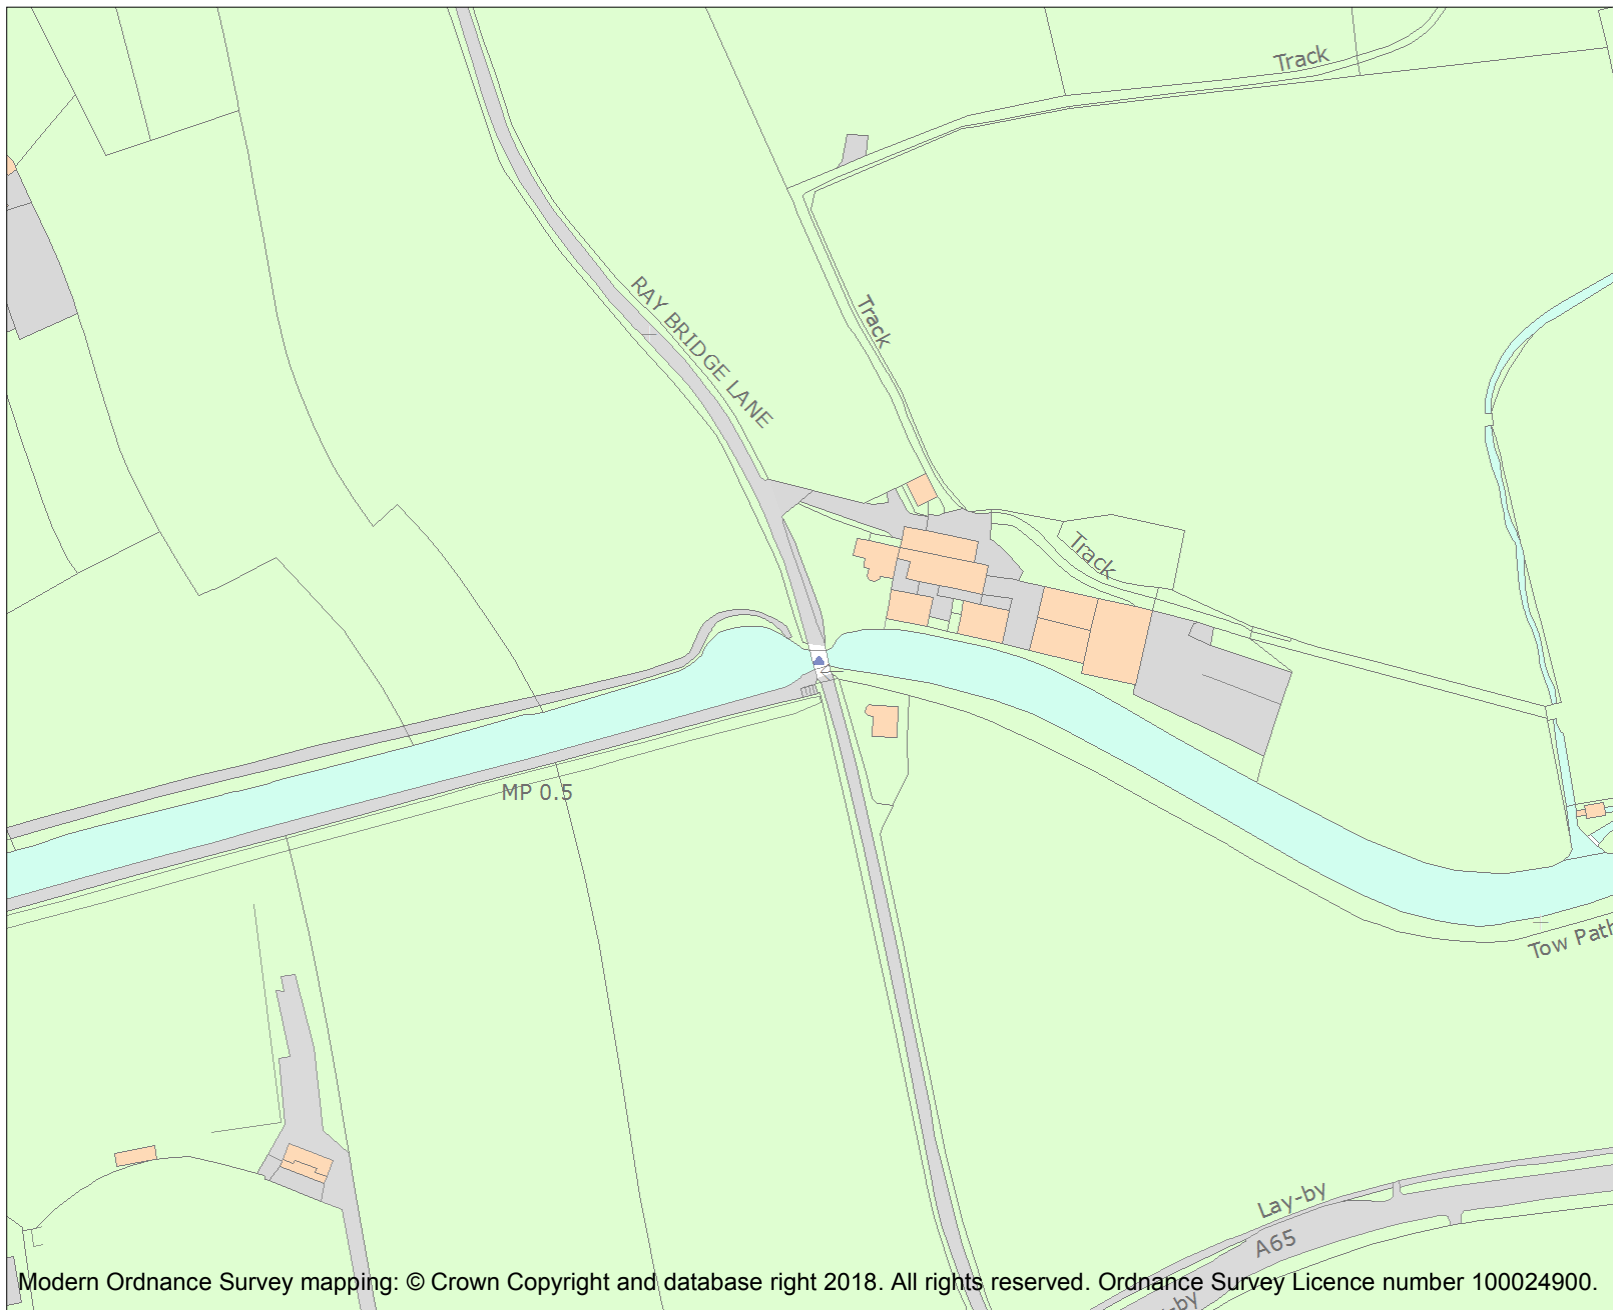 Track
RAY BRIDGE LANE
Track
Track
MP 0.5
Tow Path
Lay-by
A65
-by
Modern Ordnance Survey mapping: © Crown Copyright and database right 2018. All rights reserved. Ordnance Survey Licence number 100024900.